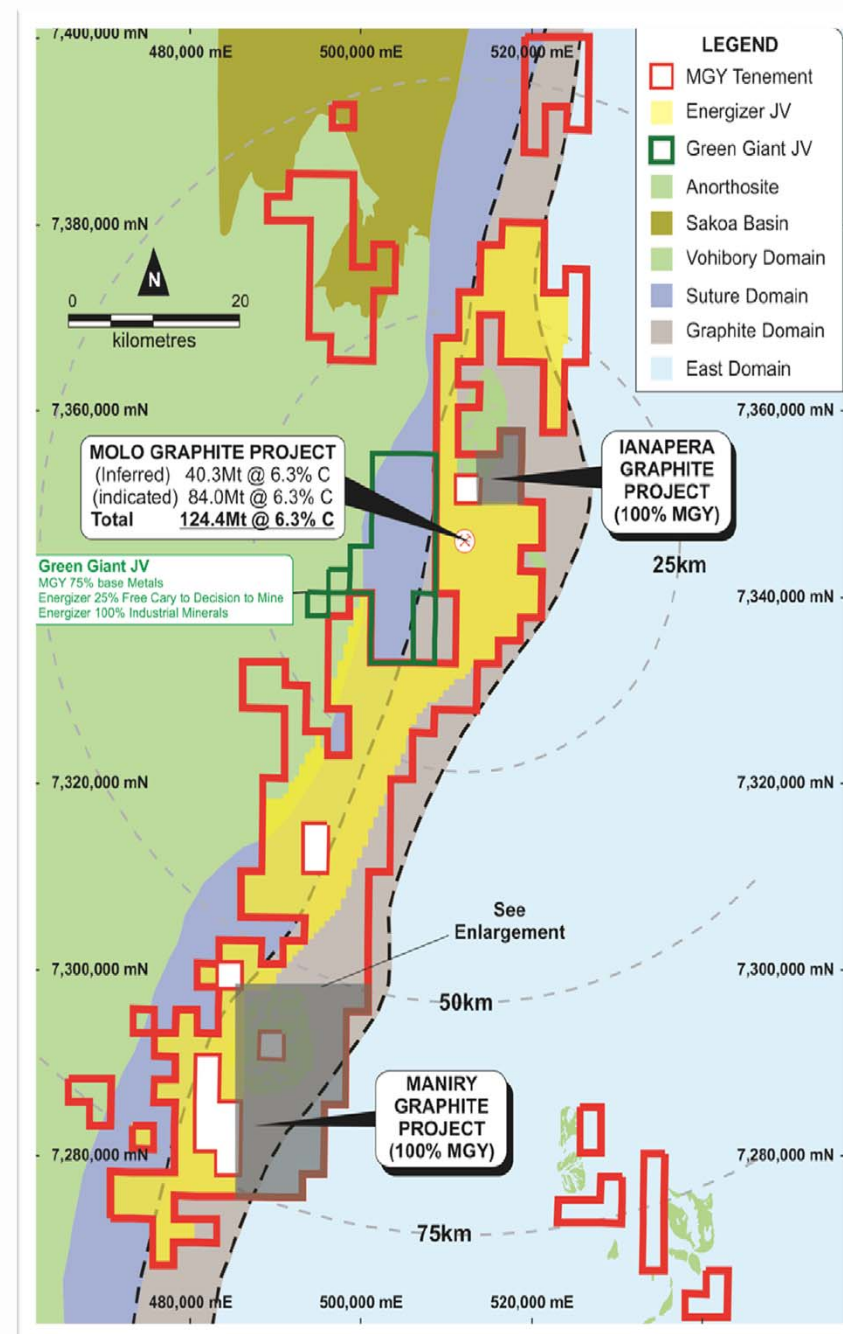 7,400,000 mN
480,000 mE
500,000 mE
520,000 mE
LEGEND
MGY Tenement
Energizer JV
Green Giant JV
Anorthosite
Sakoa Basin
Vohibory Domain
Suture Domain
Graphite Domain
East Domain
7,380,000 mN
N
0
20
kilometres
7,360,000 mN
7,360,000 mN
MOLO GRAPHITE PROJECT
(Inferred) 40.3Mt @ 6.3% C
(indicated) 84.0Mt @ 6.3% C
Total 124.4Mt @ 6.3% C
IANAPERA
GRAPHITE
PROJECT
(100% MGY)
25km
Green Giant JV
MGY 75% base Metals
Energizer 25% Free Cary to Decision to Mine
Energizer 100% Industrial Minerals
7,340,000 mN
7,340,000 mN
7,320,000 mN
7,320,000 mN
See
Enlargement
7,300,000 mN
7,300,000 mN
50km
MANIRY
GRAPHITE
PROJECT
(100% MGY)
7,280,000 mN
7,280,000 mN
75km
480,000 mE
500,000 mE
520,000 mE